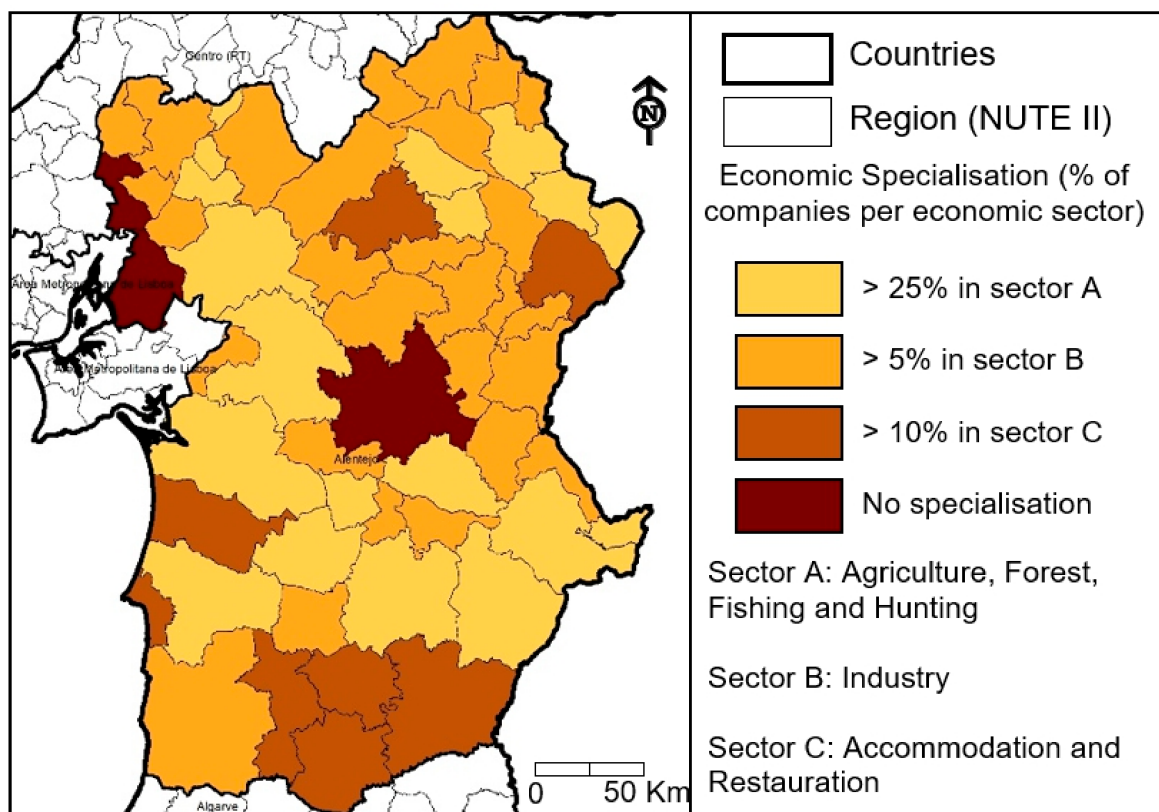 Centro (RT)
N
Área Metropolitana de Lisboa
Área Metropolitana de Lisboa
Alentejo
Algarve
0 50 Km
Countries
Region (NUTE II)
Economic Specialisation (% of
companies per economic sector)
> 25% in sector A
> 5% in sector B
> 10% in sector C
No specialisation
Sector A: Agriculture, Forest,
Fishing and Hunting
Sector B: Industry
Sector C: Accommodation and
Restauration